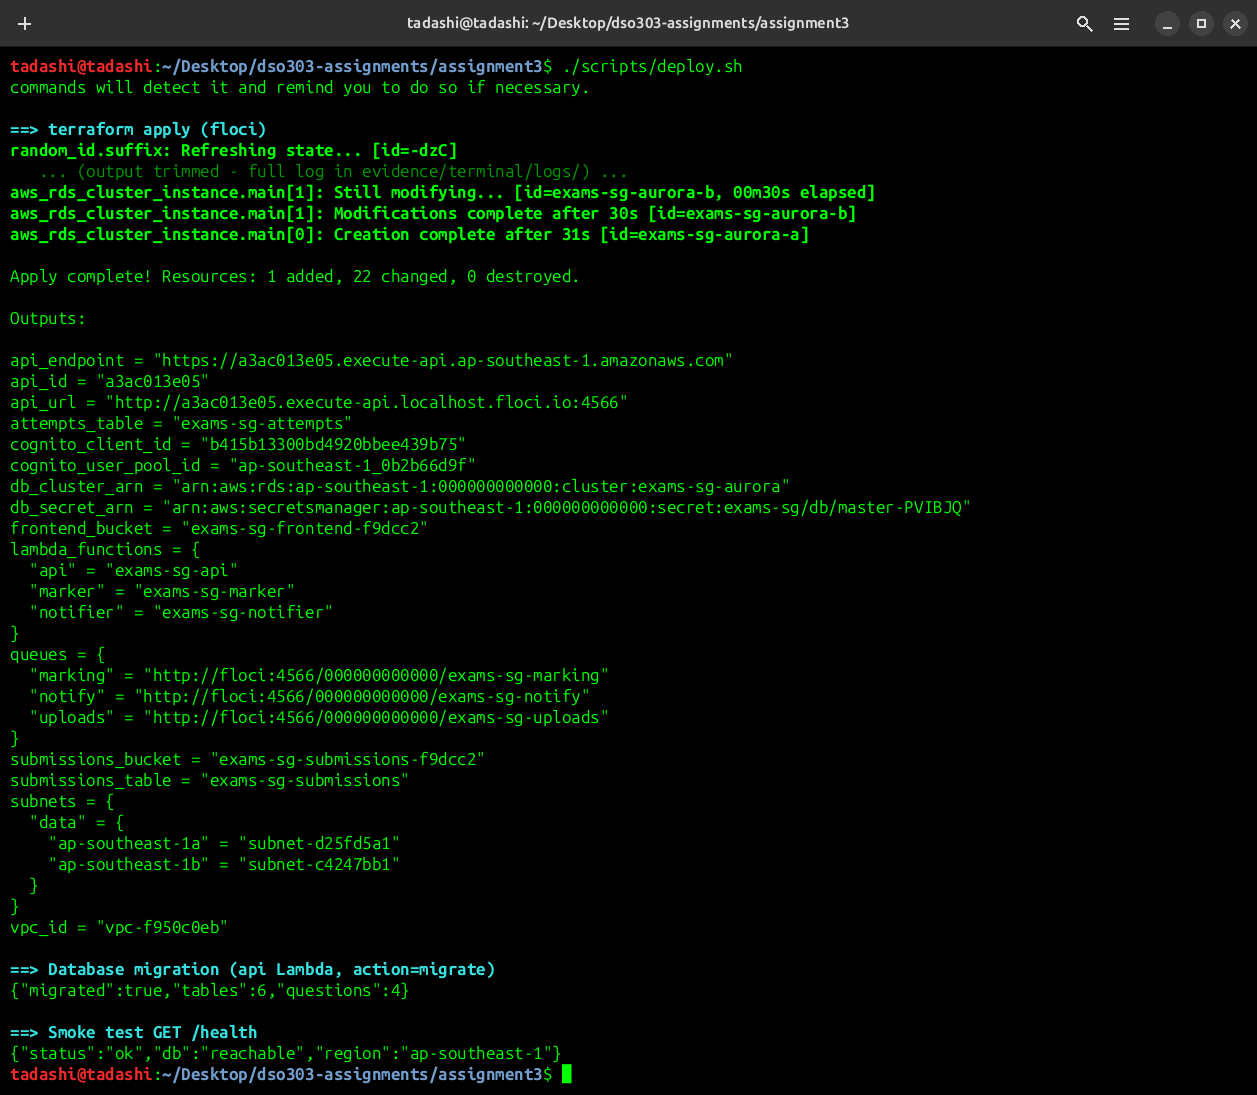 tadashi@tadashi: ~/Desktop/dso303-assignments/assignment3
tadashi@tadashi:~/Desktop/dso303-assignments/assignment3$ ./scripts/deploy.sh
commands will detect it and remind you to do so if necessary.
==> terraform apply (floci)
random_id.suffix: Refreshing state... [id=-dzC]
   ... (output trimmed - full log in evidence/terminal/logs/) ...
aws_rds_cluster_instance.main[1]: Still modifying... [id=exams-sg-aurora-b, 00m30s elapsed]
aws_rds_cluster_instance.main[1]: Modifications complete after 30s [id=exams-sg-aurora-b]
aws_rds_cluster_instance.main[0]: Creation complete after 31s [id=exams-sg-aurora-a]
Apply complete! Resources: 1 added, 22 changed, 0 destroyed.
Outputs:
api_endpoint = "https://a3ac013e05.execute-api.ap-southeast-1.amazonaws.com"
api_id = "a3ac013e05"
api_url = "http://a3ac013e05.execute-api.localhost.floci.io:4566"
attempts_table = "exams-sg-attempts"
cognito_client_id = "b415b13300bd4920bbee439b75"
cognito_user_pool_id = "ap-southeast-1_0b2b66d9f"
db_cluster_arn = "arn:aws:rds:ap-southeast-1:000000000000:cluster:exams-sg-aurora"
db_secret_arn = "arn:aws:secretsmanager:ap-southeast-1:000000000000:secret:exams-sg/db/master-PVIBJQ"
frontend_bucket = "exams-sg-frontend-f9dcc2"
lambda_functions = {
  "api" = "exams-sg-api"
  "marker" = "exams-sg-marker"
  "notifier" = "exams-sg-notifier"
}
queues = {
  "marking" = "http://floci:4566/000000000000/exams-sg-marking"
  "notify" = "http://floci:4566/000000000000/exams-sg-notify"
  "uploads" = "http://floci:4566/000000000000/exams-sg-uploads"
}
submissions_bucket = "exams-sg-submissions-f9dcc2"
submissions_table = "exams-sg-submissions"
subnets = {
  "data" = {
    "ap-southeast-1a" = "subnet-d25fd5a1"
    "ap-southeast-1b" = "subnet-c4247bb1"
  }
}
vpc_id = "vpc-f950c0eb"
==> Database migration (api Lambda, action=migrate)
{"migrated":true,"tables":6,"questions":4}
==> Smoke test GET /health
{"status":"ok","db":"reachable","region":"ap-southeast-1"}
tadashi@tadashi:~/Desktop/dso303-assignments/assignment3$